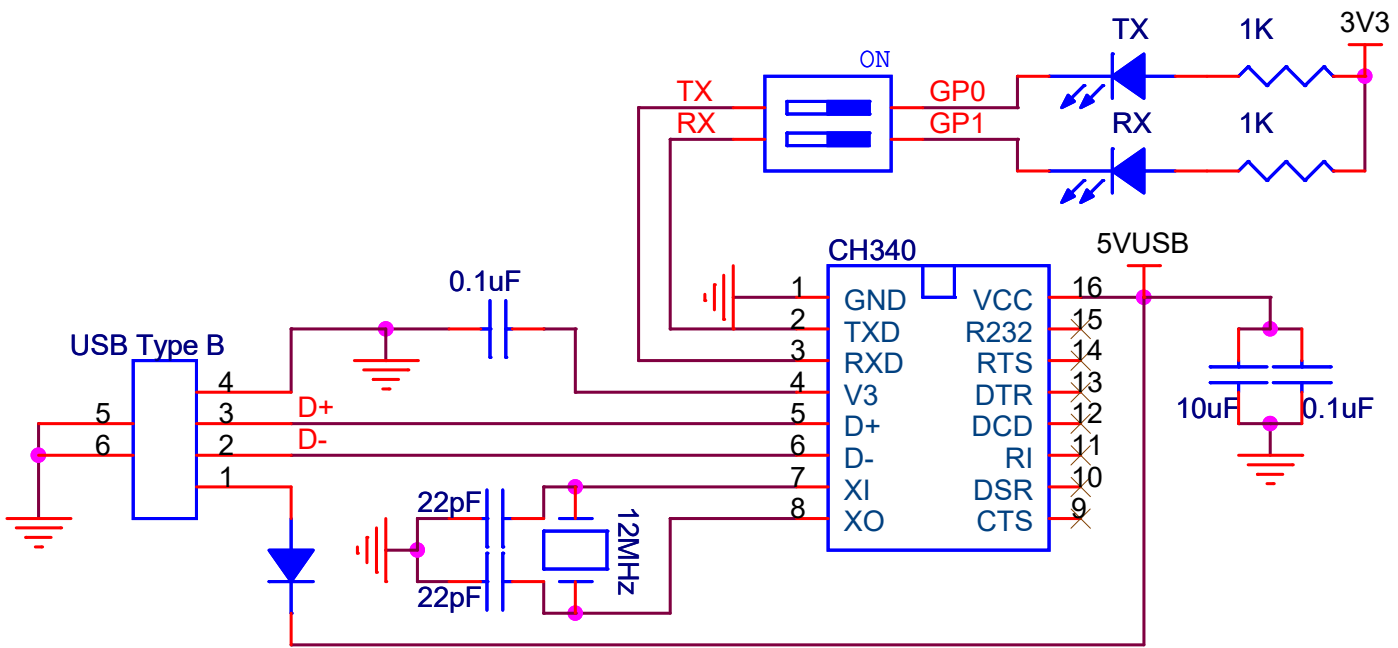 3V3
TX 1K
ON
TX GP0
RX GP1
RX 1K
5VUSB
CH340
0.1uF
1 GND VCC 16
2 TXD R232 15
3 RXD RTS 14
4 V3 DTR 13
5 D+ DCD 12
6 D- RI 11
7 XI DSR 10
8 XO CTS 9
USB Type B
4
5 3 D+
6 2 D-
1
10uF 0.1uF
22pF
12MHz
22pF